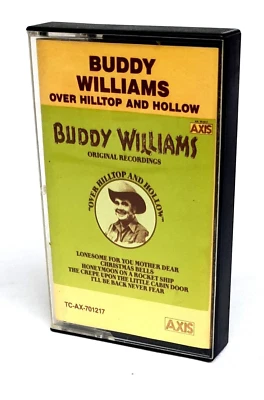 BUDDY
WILLIAMS
OVER HILLTOP AND HOLLOW
AXIS
BUDDY WILLIAMS
ORIGINAL RECORDINGS
"OVER HILLTOP AND HOLLOW"
LONESOME FOR YOU MOTHER DEAR
CHRISTMAS BELLS
HONEYMOON ON A ROCKET SHIP
THE CREPE UPON THE LITTLE CABIN DOOR
I'LL BE BACK NEVER FEAR
TC-AX-701217
AXIS